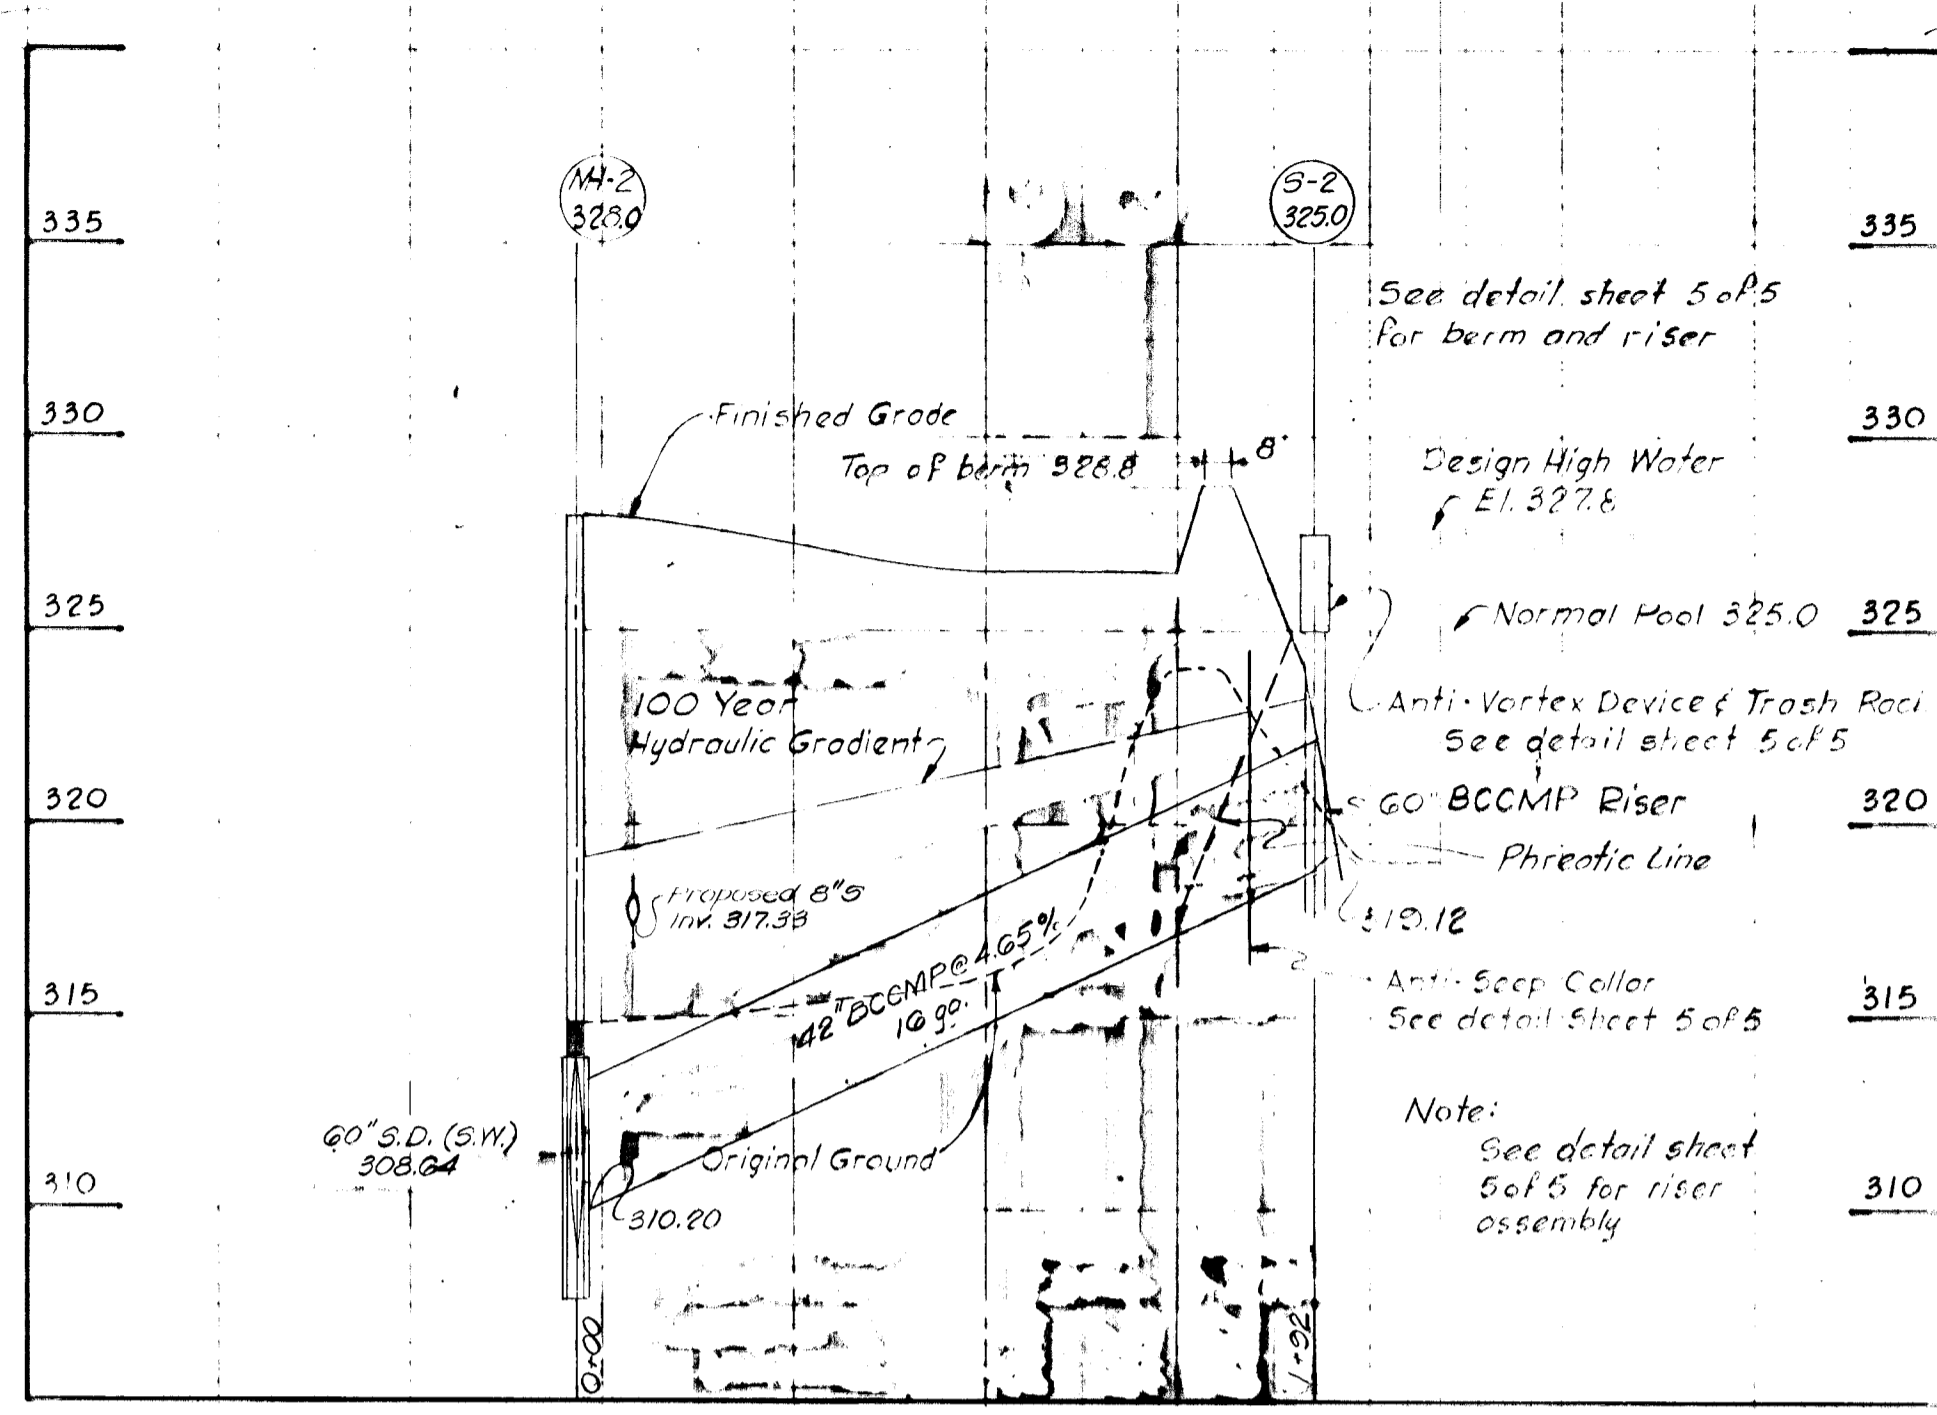 MH-2
328.0
S-2
325.0
335
335
See detail sheet 5 of 5
for berm and riser
330
Finished Grade
330
Top of berm 328.8
8'
Design High Water
El. 327.8
325
Normal Pool 325.0
325
100 Year
Hydraulic Gradient
Anti-Vortex Device & Trash Rac
See detail sheet 5 of 5
320
60" BCCMP Riser
320
Phreatic Line
Proposed 8"S
Inv. 317.33
319.12
42" BCCMP @ 4.65%
16 ga.
Anti-Seep Collar
See detail Sheet 5 of 5
315
315
Note:
See detail sheet
5 of 5 for riser
assembly
60" S.D. (S.W.)
308.64
Original Ground
310
310
310.20
0+00
1+92